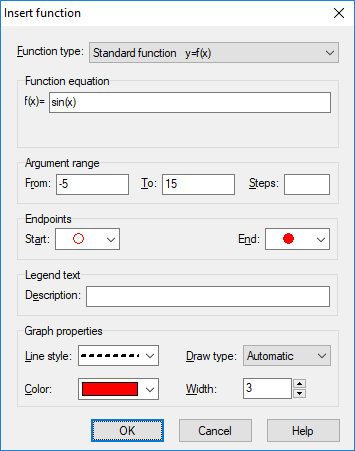 Insert function
Function type: Standard function y=f(x)
Function equation
f(x)= sin(x)
Argument range
From: -5 To: 15 Steps:
Endpoints
Start: End:
Legend text
Description:
Graph properties
Line style: Draw type: Automatic
Color: Width: 3
OK Cancel Help